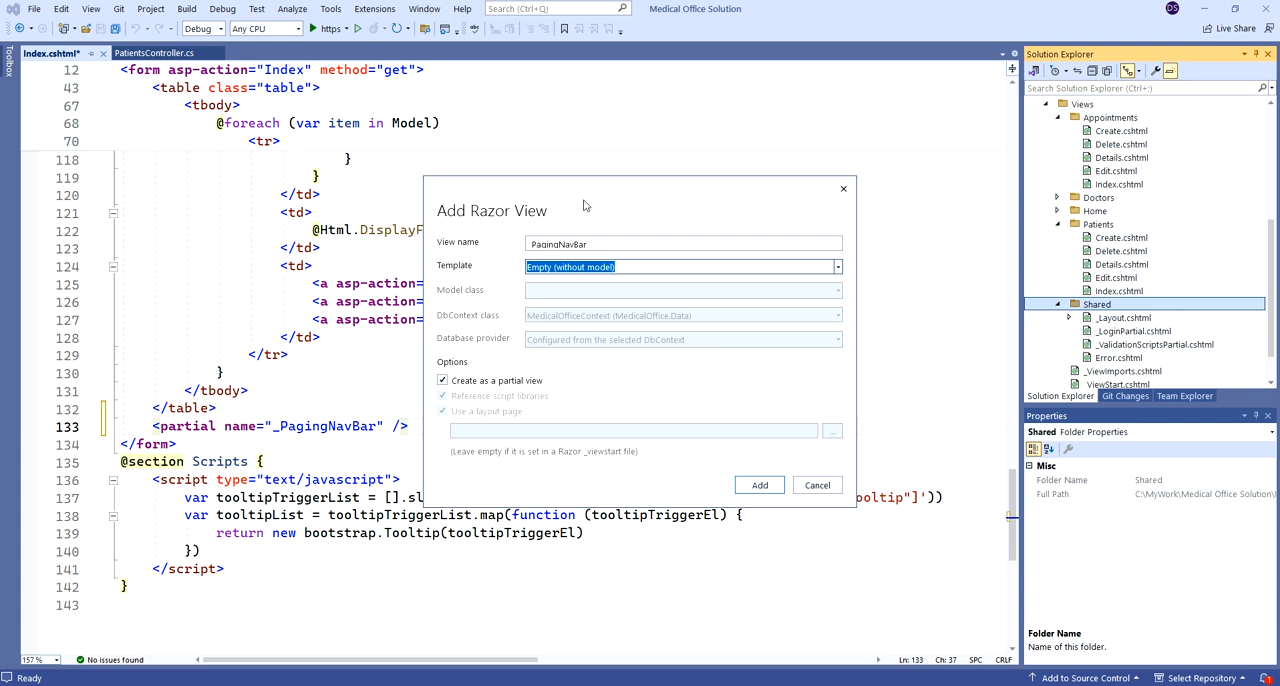 File Edit View Git Project Build Debug Test Analyze Tools Extensions Window Help Search (Ctrl+Q) Medical Office Solution DS
Debug Any CPU https Live Share
Toolbox
Index.cshtml* PatientsController.cs
12 <form asp-action="Index" method="get">
43 <table class="table">
67 <tbody>
68 @foreach (var item in Model)
70 <tr>
118 }
119 }
120 </td>
121 <td>
122 @Html.DisplayF
123 </td>
124 <td>
125 <a asp-action=
126 <a asp-action=
127 <a asp-action=
128 </td>
129 </tr>
130 }
131 </tbody>
132 </table>
133 <partial name="_PagingNavBar" />
134 </form>
135 @section Scripts {
136 <script type="text/javascript">
137 var tooltipTriggerList = [].sl ooltip"]'))
138 var tooltipList = tooltipTriggerList.map(function (tooltipTriggerEl) {
139 return new bootstrap.Tooltip(tooltipTriggerEl)
140 })
141 </script>
142 }
143
Add Razor View
View name _PagingNavBar
Template Empty (without model)
Model class
DbContext class MedicalOfficeContext (MedicalOffice.Data)
Database provider Configured from the selected DbContext
Options
Create as a partial view
Reference script libraries
Use a layout page
...
(Leave empty if it is set in a Razor _viewstart file)
Add Cancel
Solution Explorer
Search Solution Explorer (Ctrl+;)
Views
Appointments
Create.cshtml
Delete.cshtml
Details.cshtml
Edit.cshtml
Index.cshtml
Doctors
Home
Patients
Create.cshtml
Delete.cshtml
Details.cshtml
Edit.cshtml
Index.cshtml
Shared
_Layout.cshtml
_LoginPartial.cshtml
_ValidationScriptsPartial.cshtml
Error.cshtml
_ViewImports.cshtml
_ViewStart.cshtml
Solution Explorer Git Changes Team Explorer
Properties
Shared Folder Properties
Misc
Folder Name Shared
Full Path C:\MyWork\Medical Office Solution\
Folder Name
Name of this folder.
157 % No issues found Ln: 133 Ch: 37 SPC CRLF
Ready Add to Source Control Select Repository 1